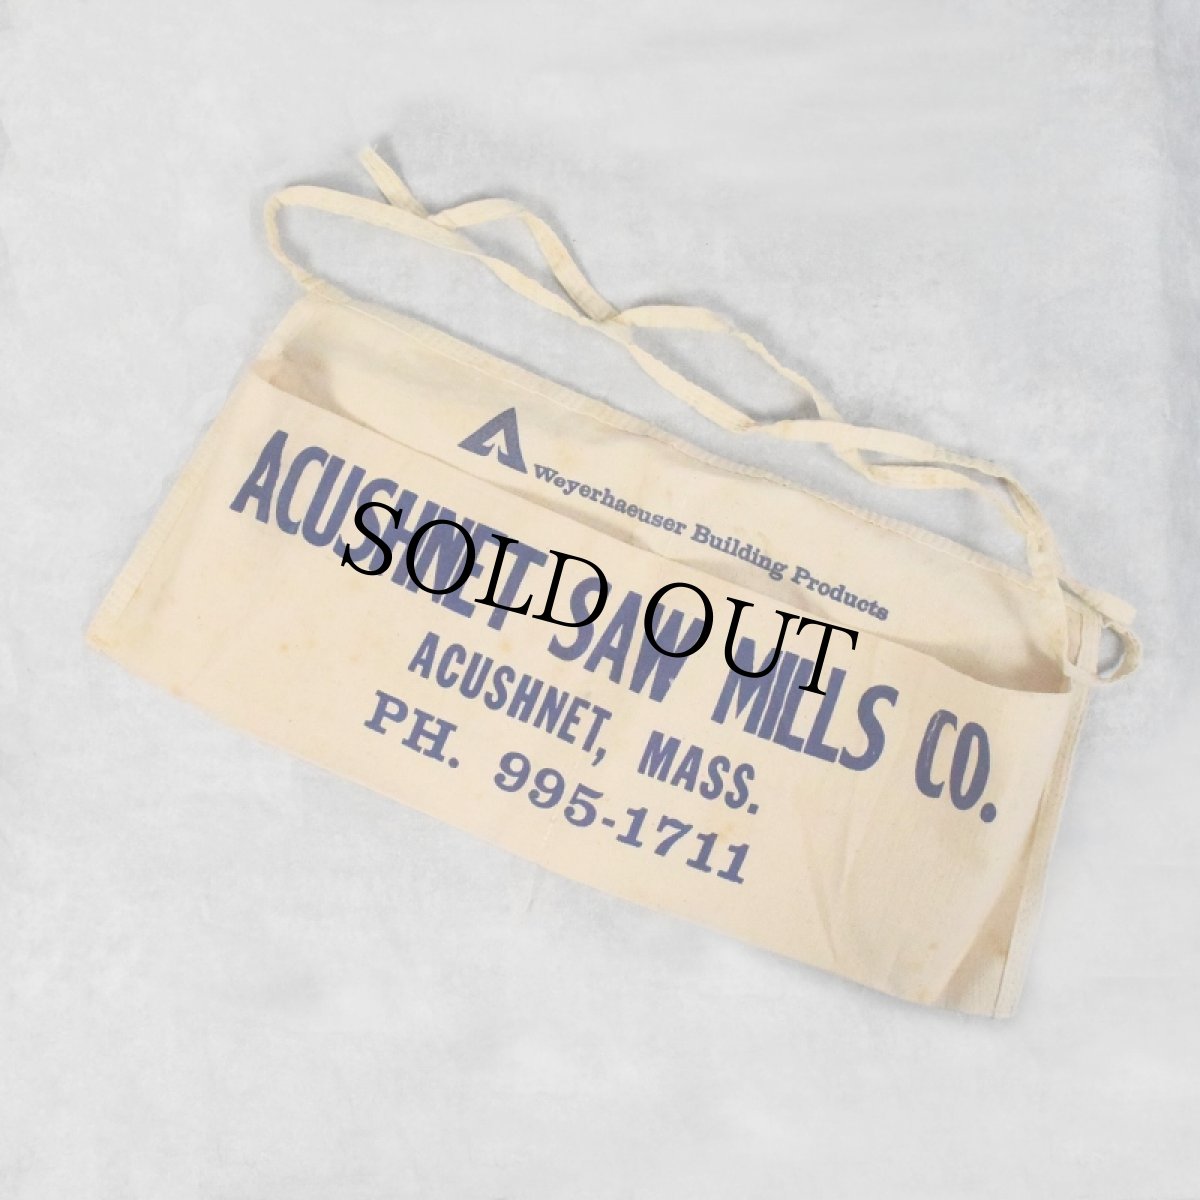 Weyerhaeuser Building Products
ACUSHNET SAW MILLS CO.
SOLD OUT
ACUSHNET, MASS.
PH. 995-1711